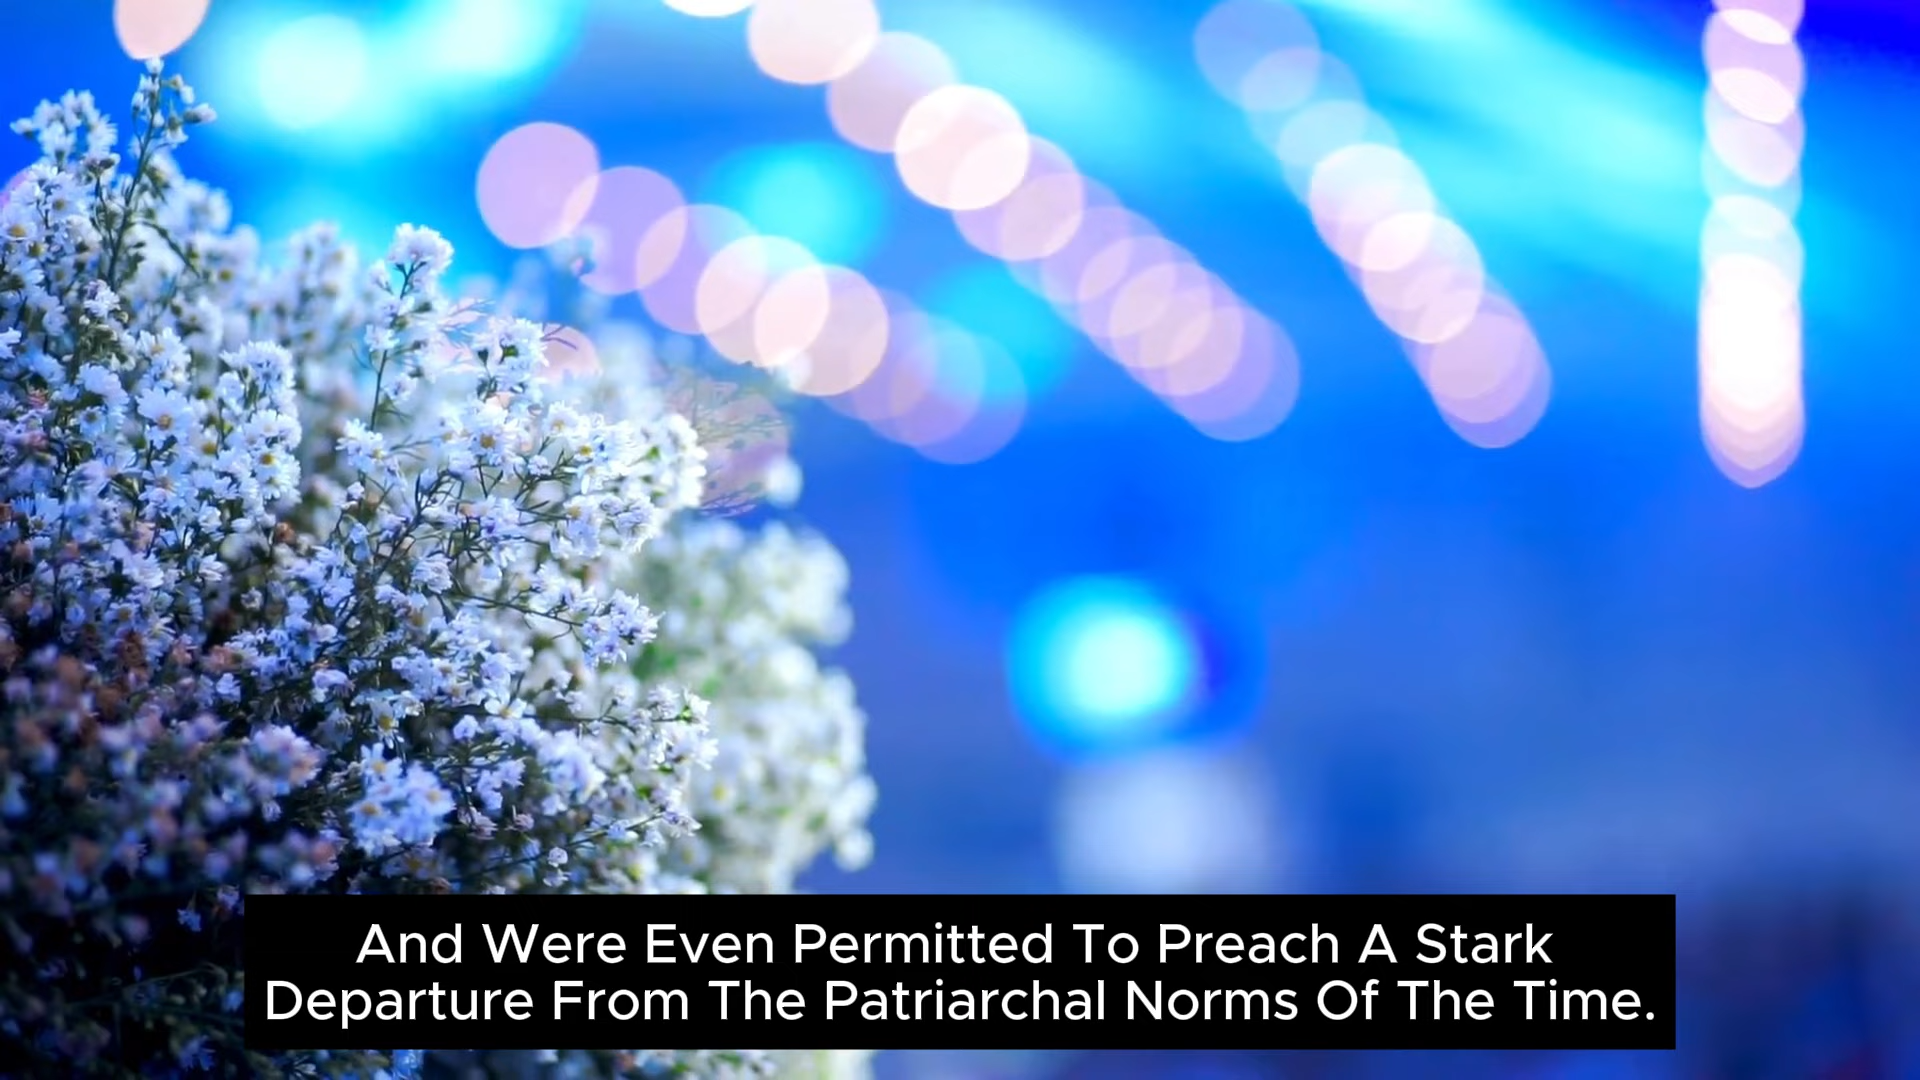 And Were Even Permitted To Preach A Stark
Departure From The Patriarchal Norms Of The Time.